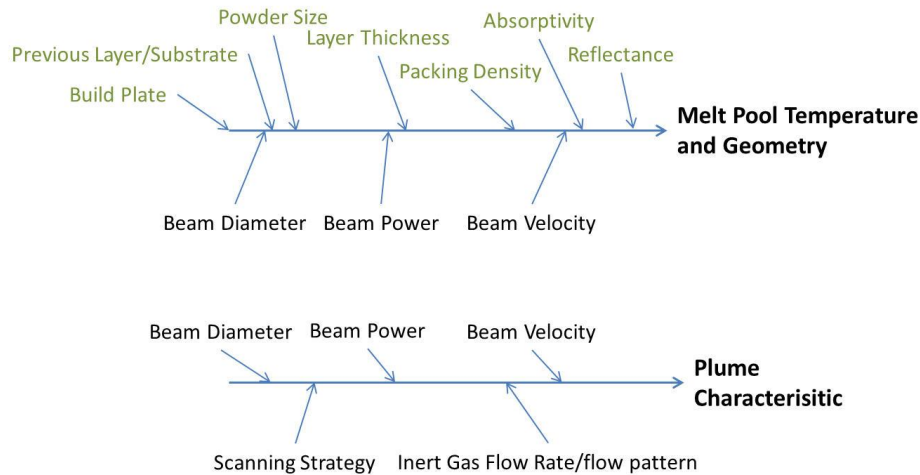 Powder Size
Absorptivity
Previous Layer/Substrate
Layer Thickness
Reflectance
Packing Density
Build Plate
Melt Pool Temperature
and Geometry
Beam Diameter
Beam Power
Beam Velocity
Beam Diameter
Beam Power
Beam Velocity
Plume
Characterisitic
Scanning Strategy
Inert Gas Flow Rate/flow pattern